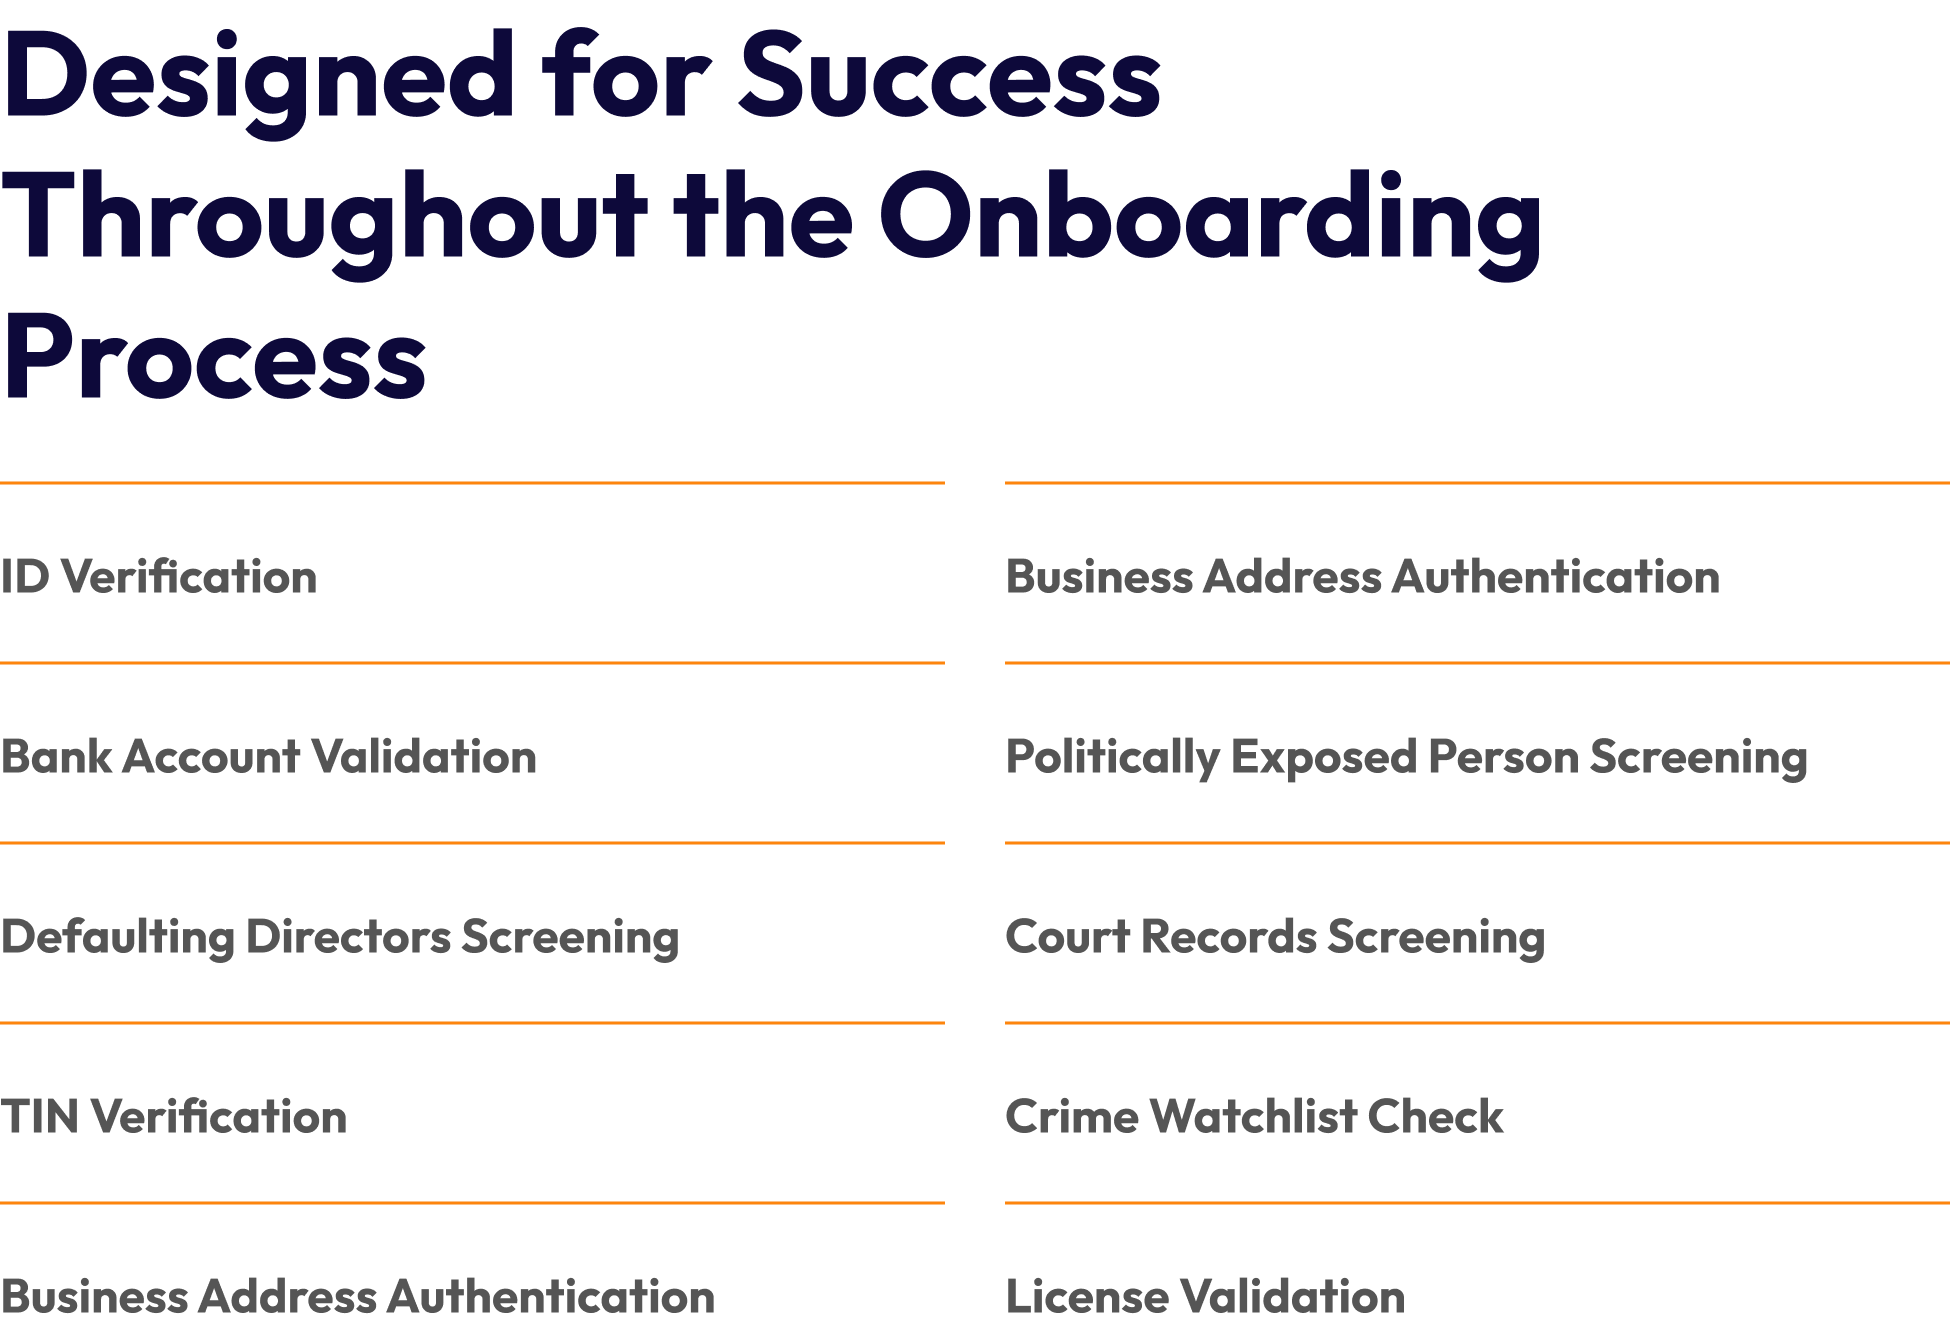 Designed for Success
Throughout the Onboarding
Process
ID Verification
Business Address Authentication
Bank Account Validation
Politically Exposed Person Screening
Defaulting Directors Screening
Court Records Screening
TIN Verification
Crime Watchlist Check
Business Address Authentication
License Validation